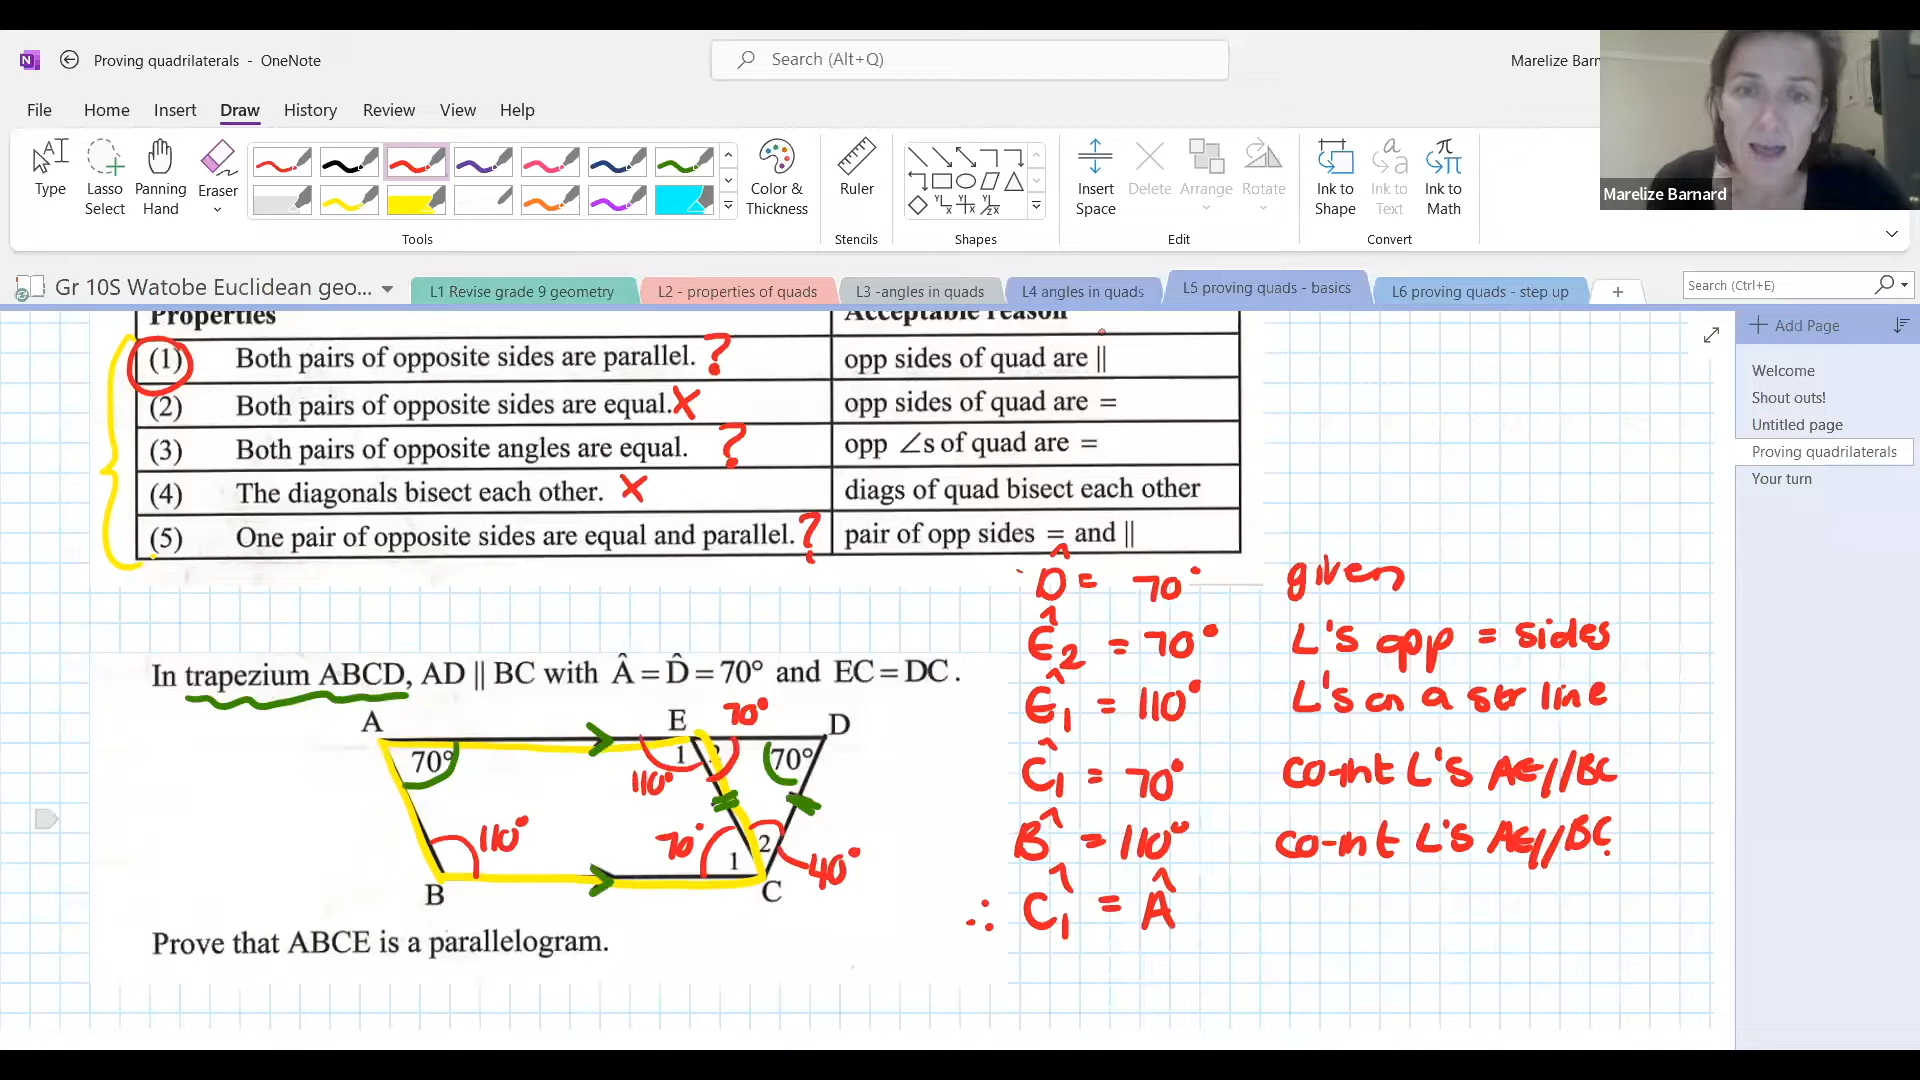 Proving quadrilaterals - OneNote
Search (Alt+Q)
Marelize Barn
File Home Insert Draw History Review View Help
Type
Lasso Select
Panning Hand
Eraser
Color & Thickness
Ruler
Insert Space
Delete
Arrange
Rotate
Ink to Shape
Ink to Text
Ink to Math
Marelize Barnard
Tools Stencils Shapes Edit Convert
Gr 10S Watobe Euclidean geo...
L1 Revise grade 9 geometry
L2 - properties of quads
L3 -angles in quads
L4 angles in quads
L5 proving quads - basics
L6 proving quads - step up
Search (Ctrl+E)
Add Page
Welcome
Shout outs!
Untitled page
Proving quadrilaterals
Your turn
Properties Acceptable reason
(1) Both pairs of opposite sides are parallel. ? opp sides of quad are ||
(2) Both pairs of opposite sides are equal. X opp sides of quad are =
(3) Both pairs of opposite angles are equal. ? opp ∠s of quad are =
(4) The diagonals bisect each other. X diags of quad bisect each other
(5) One pair of opposite sides are equal and parallel. ? pair of opp sides = and ||
In trapezium ABCD, AD || BC with Â = D̂ = 70° and EC = DC.
A E 70° D
70° 1 2 70°
110°
110° 70° 1 2 40°
B C
Prove that ABCE is a parallelogram.
D̂ = 70° given
Ê2 = 70° L's opp = sides
Ê1 = 110° L's on a str line
Ĉ1 = 70° co-int L's AE//BC
B̂ = 110° co-int L's AE//BC
∴ Ĉ1 = Â